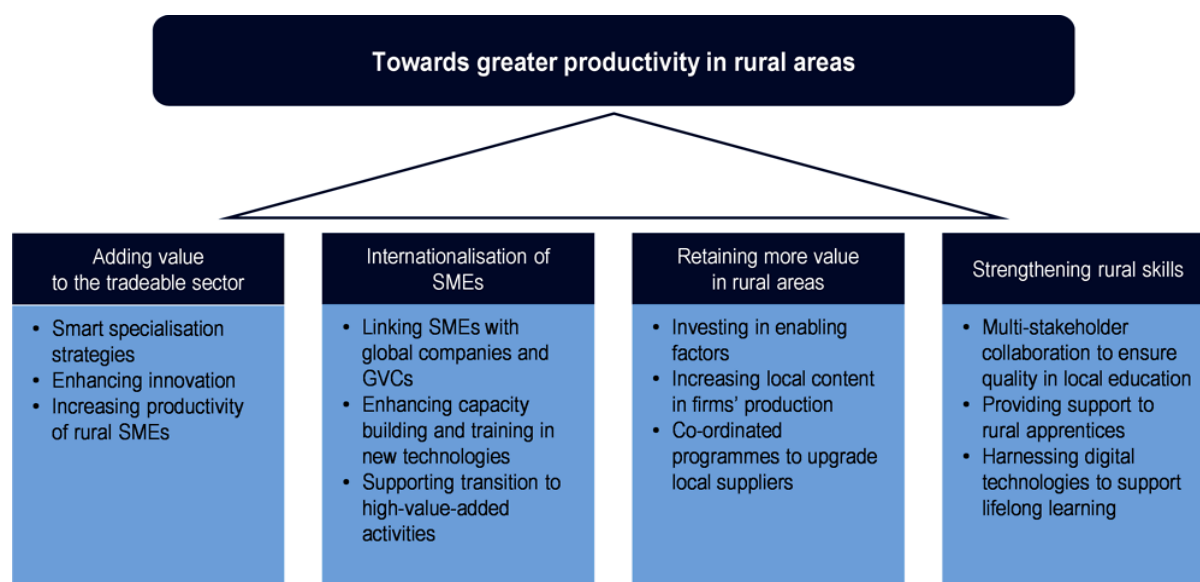 Towards greater productivity in rural areas
Adding value
to the tradeable sector
• Smart specialisation
strategies
• Enhancing innovation
• Increasing productivity
of rural SMEs
Internationalisation of
SMEs
• Linking SMEs with
global companies and
GVCs
• Enhancing capacity
building and training in
new technologies
• Supporting transition to
high-value-added
activities
Retaining more value
in rural areas
• Investing in enabling
factors
• Increasing local content
in firms’ production
• Co-ordinated
programmes to upgrade
local suppliers
Strengthening rural skills
• Multi-stakeholder
collaboration to ensure
quality in local education
• Providing support to
rural apprentices
• Harnessing digital
technologies to support
lifelong learning